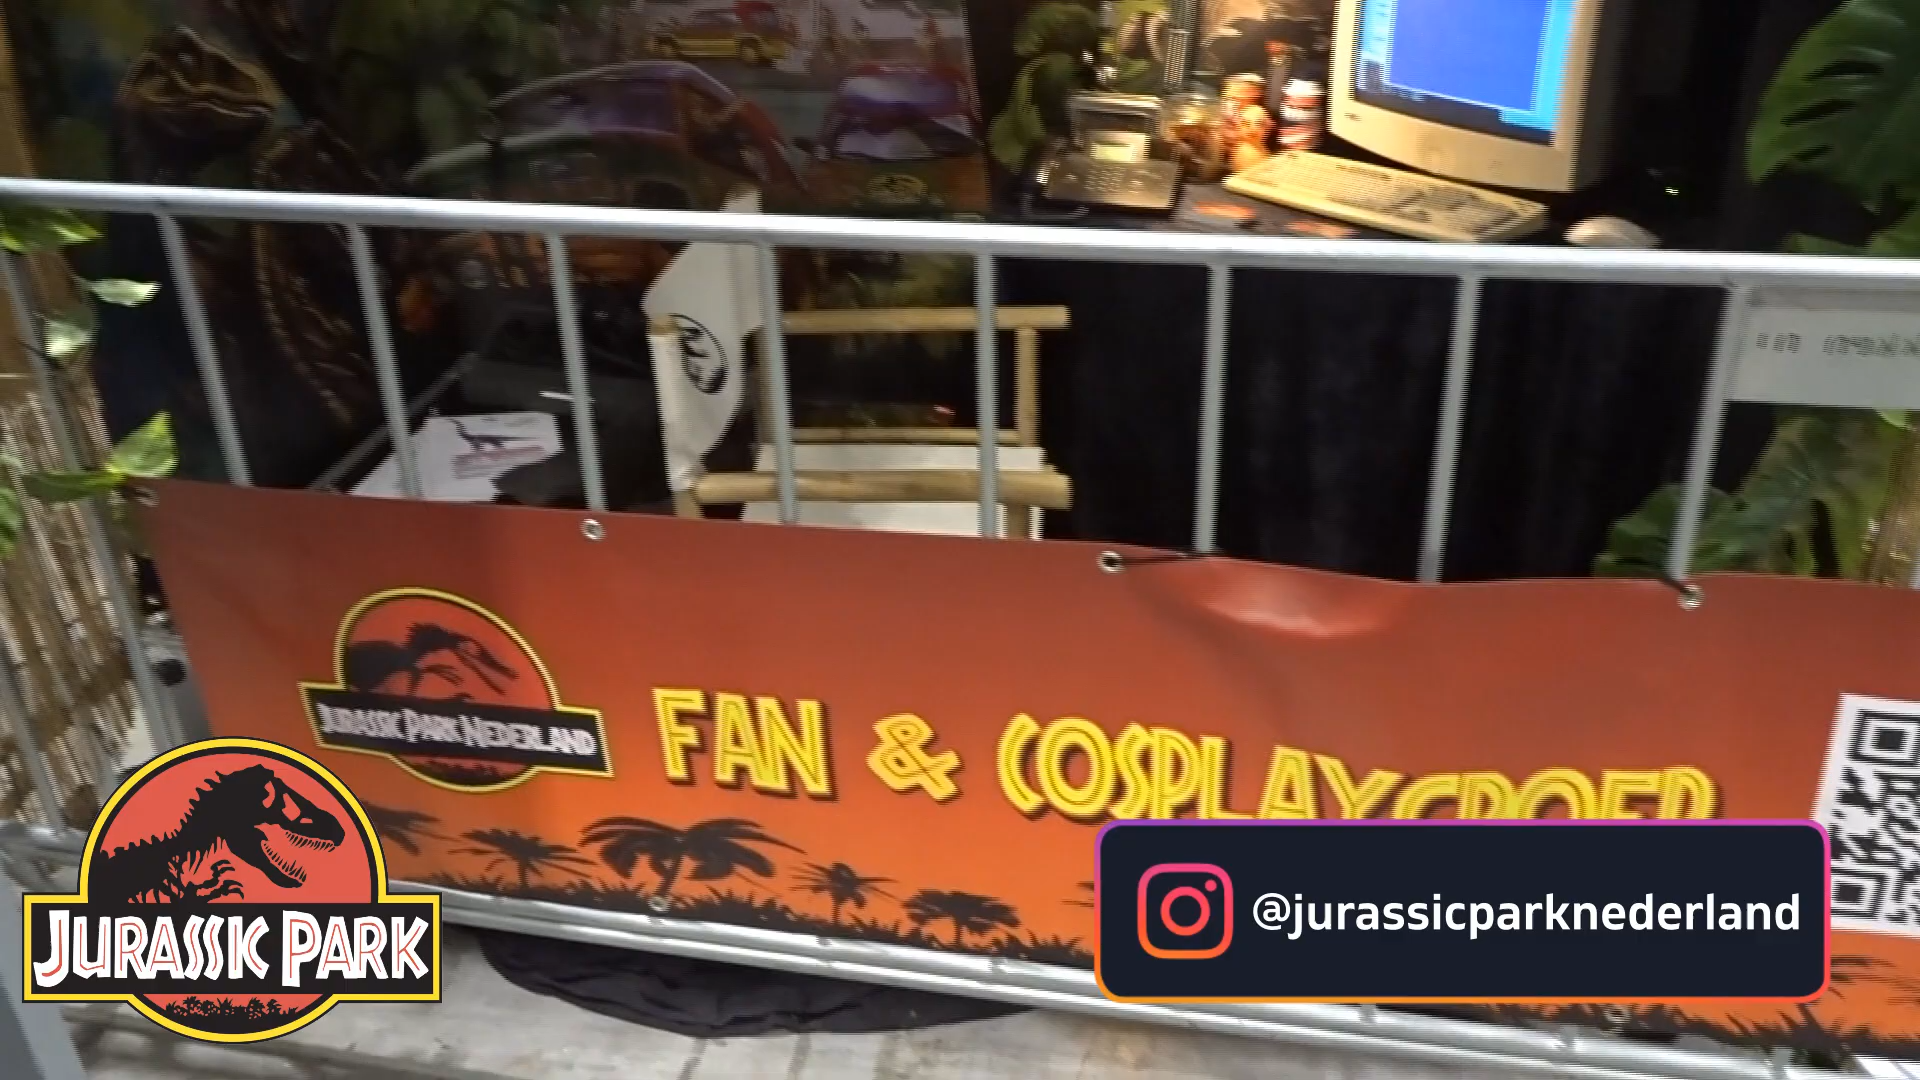 JURASSIC PARK NEDERLAND
FAN & COSPLAYGROEP
JURASSIC PARK
@jurassicparknederland